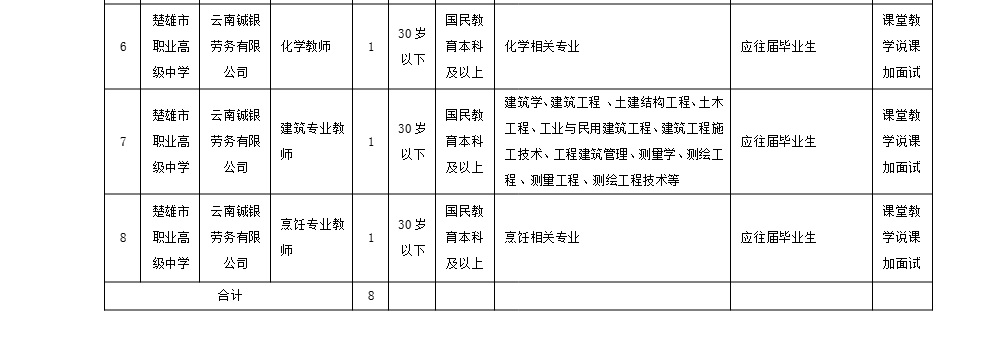 6
楚雄市
职业高
级中学
云南铖银
劳务有限
公司
化学教师
1
30 岁
以下
国民教
育本科
及以上
化学相关专业
应往届毕业生
课堂教
学说课
加面试
7
楚雄市
职业高
级中学
云南铖银
劳务有限
公司
建筑专业教
师
1
30 岁
以下
国民教
育本科
及以上
建筑学、建筑工程 、土建结构工程、土木
工程、工业与民用建筑工程、建筑工程施
工技术、工程建筑管理、测量学、测绘工
程、测量工程、测绘工程技术等
应往届毕业生
课堂教
学说课
加面试
8
楚雄市
职业高
级中学
云南铖银
劳务有限
公司
烹饪专业教
师
1
30 岁
以下
国民教
育本科
及以上
烹饪相关专业
应往届毕业生
课堂教
学说课
加面试
合计
8